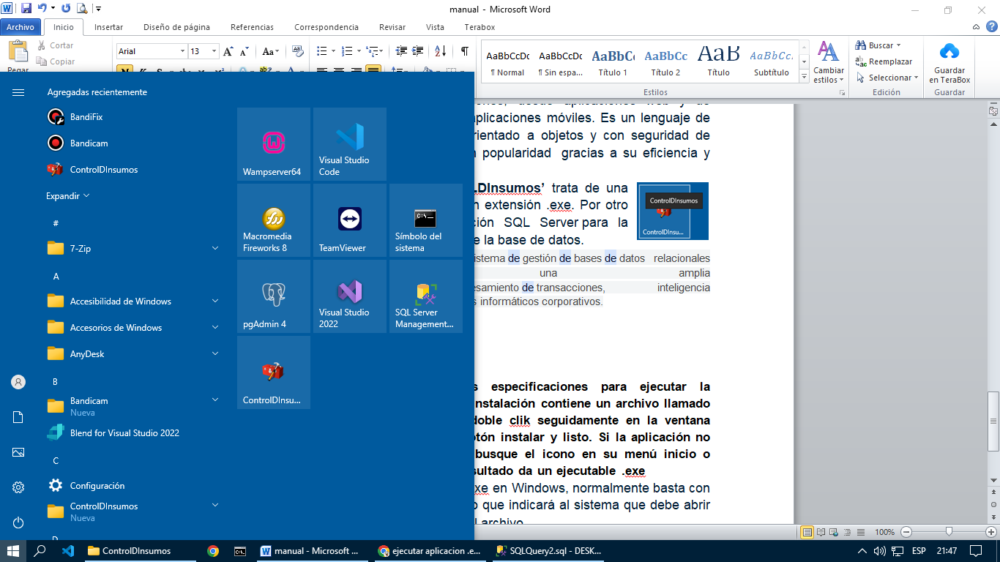 manual - Microsoft Word
Archivo Inicio Insertar Diseño de página Referencias Correspondencia Revisar Vista Terabox
Pegar
Cortar
Copiar
Arial 13
AaBbCcDc AaBbCcDc AaBbC AaBbCc AaB AaBbCc.
¶ Normal ¶ Sin espa... Título 1 Título 2 Título Subtítulo
Cambiar estilos
Estilos
Buscar
Reemplazar
Seleccionar
Edición
Guardar en TeraBox
Guardar
Agregadas recientemente
BandiFix
Bandicam
ControlDInsumos
Expandir
#
7-Zip
A
Accesibilidad de Windows
Accesorios de Windows
AnyDesk
B
Bandicam
Nueva
Blend for Visual Studio 2022
C
Configuración
ControlDInsumos
Nueva
Wampserver64
Visual Studio Code
Macromedia Fireworks 8
TeamViewer
Símbolo del sistema
pgAdmin 4
Visual Studio 2022
SQL Server Management...
ControlDInsu...
aplicaciones móviles. Es un lenguaje de
rientado a objetos y con seguridad de
popularidad gracias a su eficiencia y
LDInsumos’ trata de una
extensión .exe. Por otro
ción SQL Server para la
e la base de datos.
ControlDInsumos
ControlDInsu...
istema de gestión de bases de datos relacionales
una amplia
esamiento de transacciones, inteligencia
s informáticos corporativos.
s especificaciones para ejecutar la
instalación contiene un archivo llamado
doble clik seguidamente en la ventana
otón instalar y listo. Si la aplicación no
busque el icono en su menú inicio o
sultado da un ejecutable .exe
xe en Windows, normalmente basta con
o que indicará al sistema que debe abrir
l archivo
100%
ControlDInsumos
manual - Microsoft ...
ejecutar aplicacion .e...
SQLQuery2.sql - DESK...
ESP 21:47